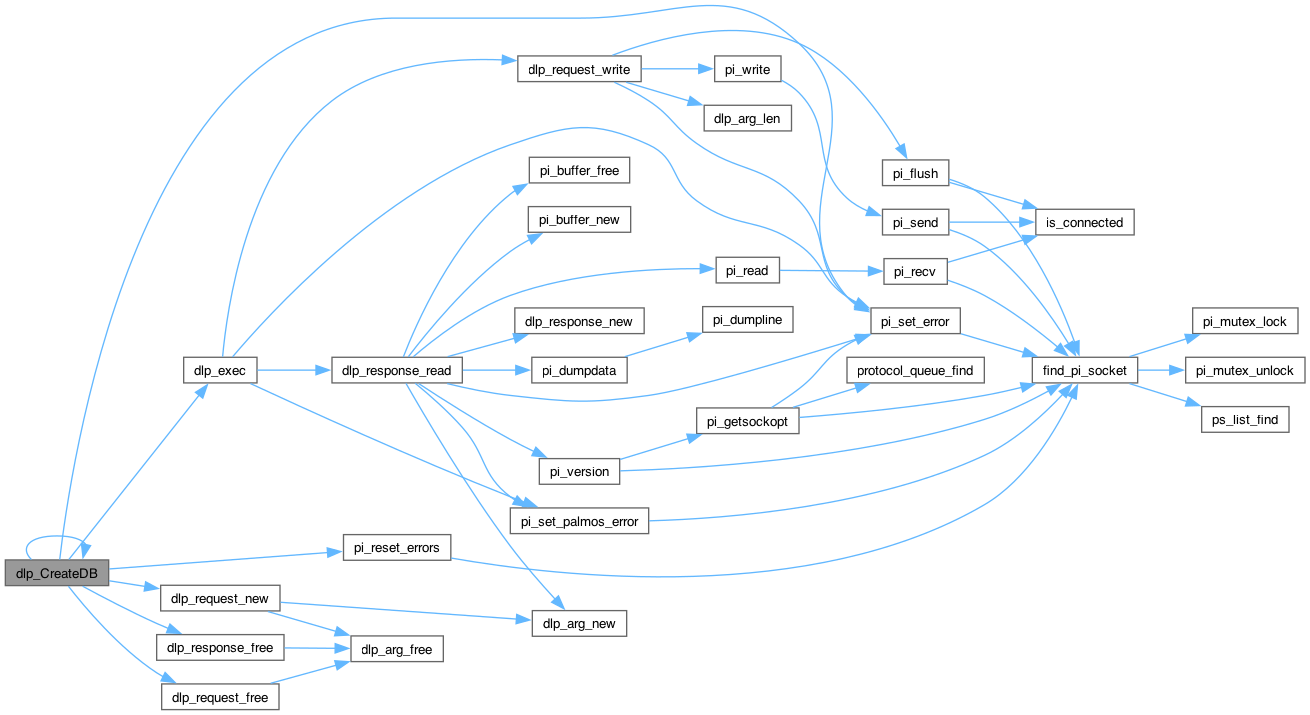 dlp_request_write
pi_write
dlp_arg_len
pi_buffer_free
pi_flush
pi_buffer_new
pi_send
is_connected
pi_read
pi_recv
dlp_response_new
pi_dumpline
pi_set_error
pi_mutex_lock
dlp_exec
dlp_response_read
pi_dumpdata
protocol_queue_find
find_pi_socket
pi_mutex_unlock
pi_getsockopt
ps_list_find
pi_version
pi_set_palmos_error
pi_reset_errors
dlp_CreateDB
dlp_request_new
dlp_arg_new
dlp_response_free
dlp_arg_free
dlp_request_free